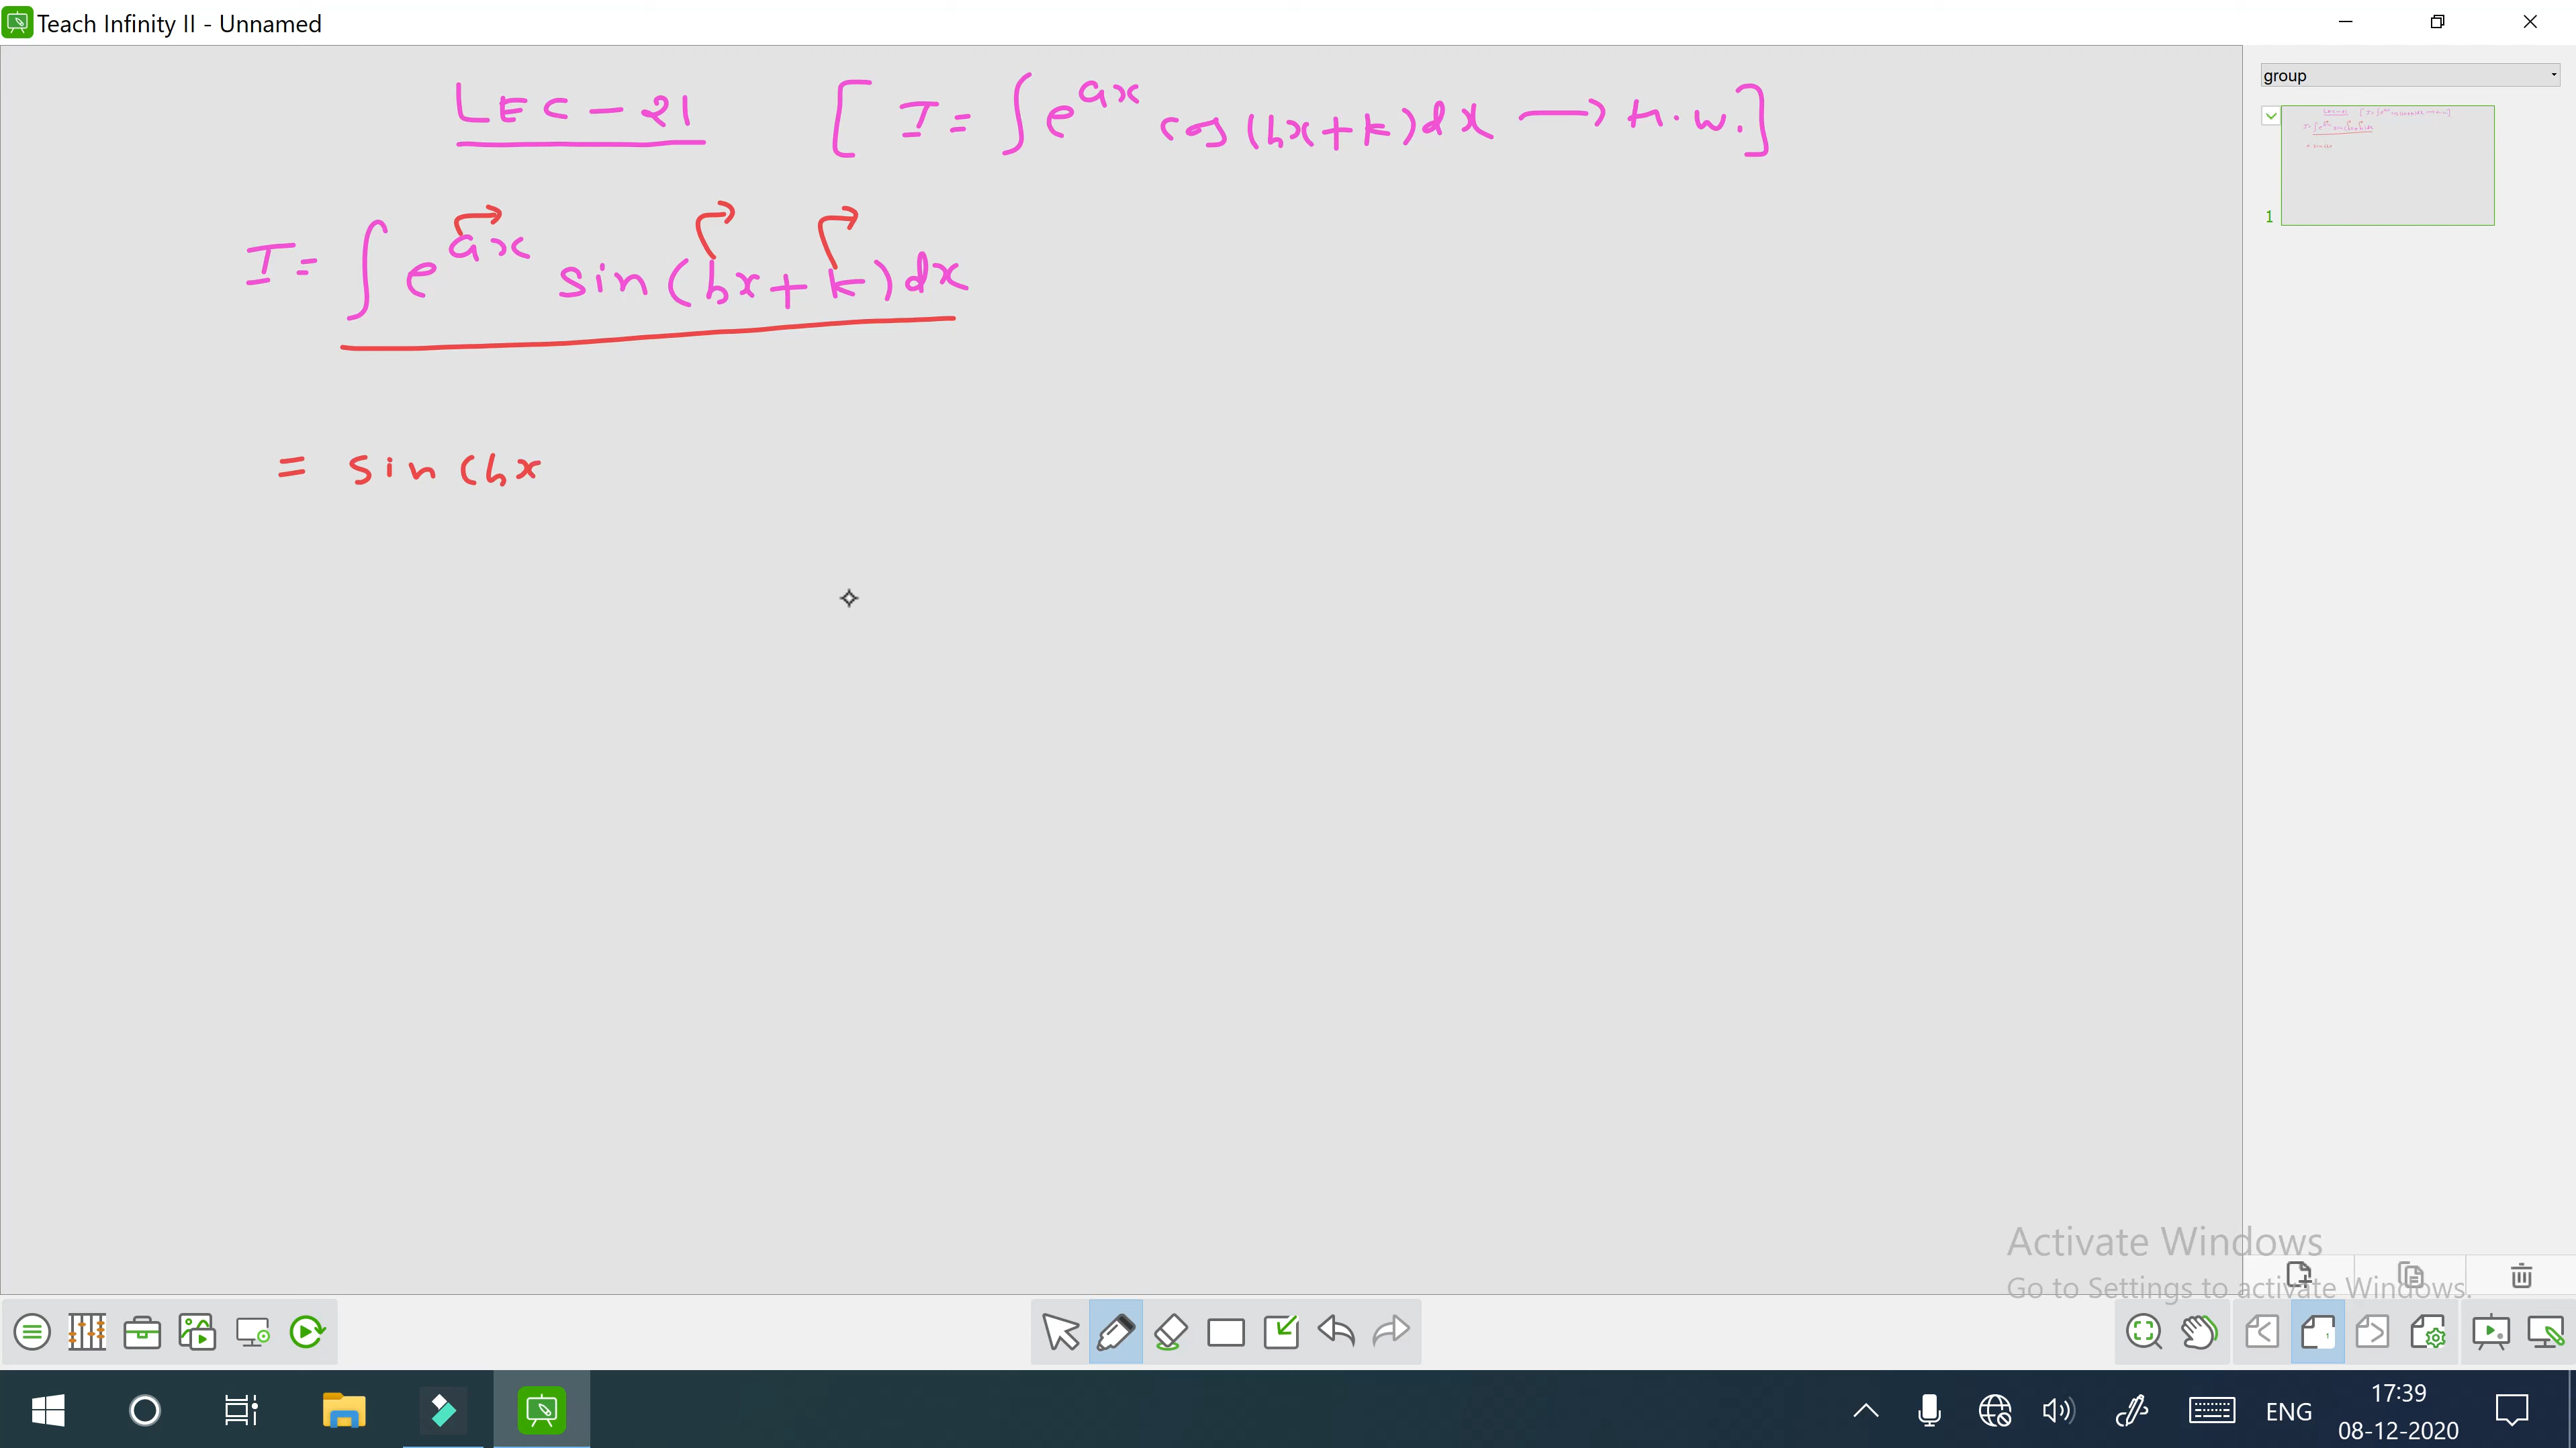 Teach Infinity II - Unnamed
group
LEC - 21 [ I = ∫ e^{ax} cos (bx + k) dx → H.W. ]
I = ∫ e^{ax} sin (bx + k) dx
= sin (bx
1
Activate Windows
Go to Settings to activate Windows.
ENG
17:39
08-12-2020